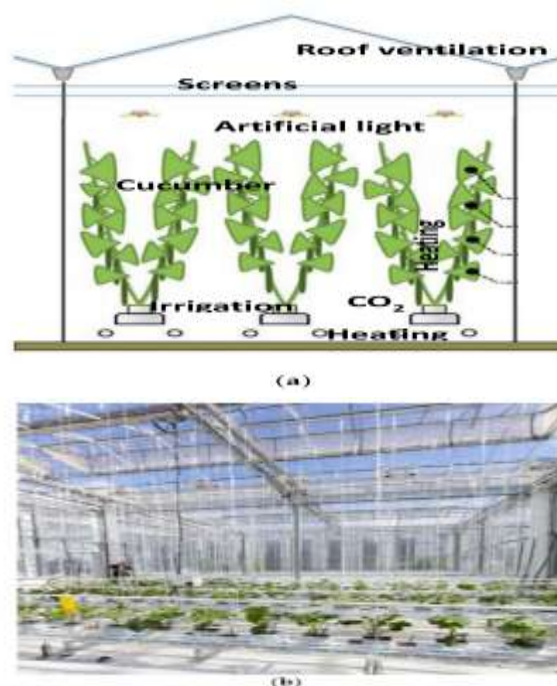 Roof ventilation
Screens
Artificial light
Cucumber
Heating
Irrigation
CO₂
Heating
(a)
(b)